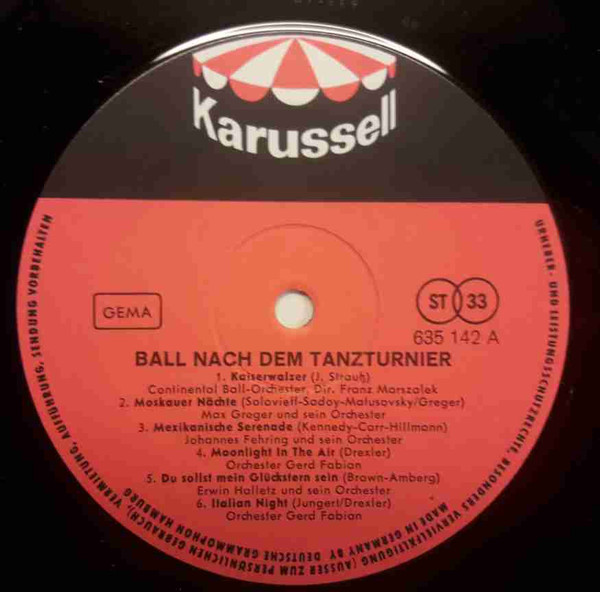 Karussell
GEMA
ST 33
635 142 A
BALL NACH DEM TANZTURNIER
1. Kaiserwalzer (J. Strauß)
Continental Ball-Orchester, Dir. Franz Marszalek
2. Moskauer Nächte (Solovieff-Sadoy-Matusovsky/Greger)
Max Greger und sein Orchester
3. Mexikanische Serenade (Kennedy-Carr-Hillmann)
Johannes Fehring und sein Orchester
4. Moonlight In The Air (Drexler)
Orchester Gerd Fabian
5. Du sollst mein Glückstern sein (Brown-Amberg)
Erwin Halletz und sein Orchester
6. Italian Night (Jungerl/Drexler)
Orchester Gerd Fabian
URHEBER- UND LEISTUNGSSCHUTZRECHTE, BESONDERS VERVIELFÄLTIGUNG (AUSSER ZUM PERSÖNLICHEN GEBRAUCH), VERMIETUNG, AUFFÜHRUNG, SENDUNG VORBEHALTEN
MADE IN GERMANY BY DEUTSCHE GRAMMOPHON HAMBURG